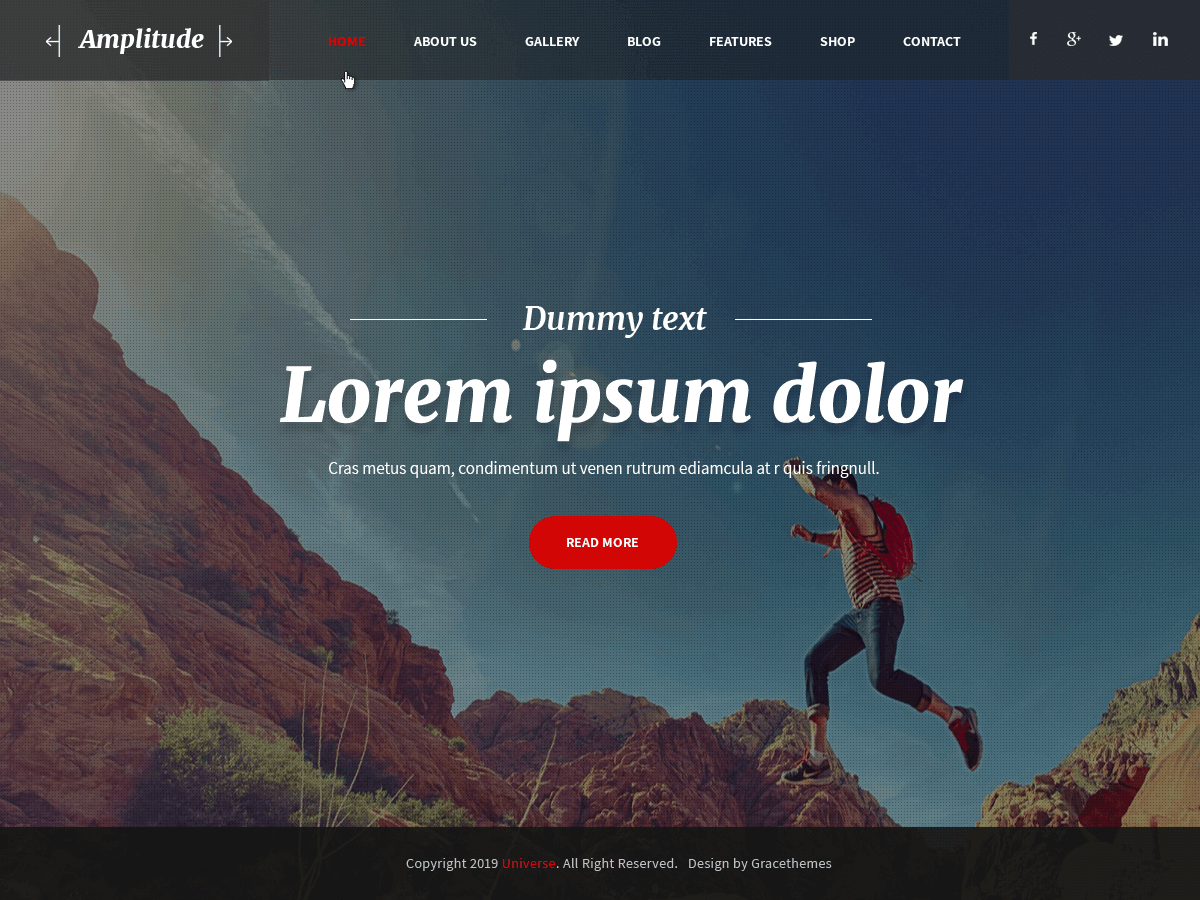 Amplitude
HOME ABOUT US GALLERY BLOG FEATURES SHOP CONTACT
Dummy text
Lorem ipsum dolor
Cras metus quam, condimentum ut venen rutrum ediamcula at r quis fringnull.
READ MORE
Copyright 2019 Universe. All Right Reserved. Design by Gracethemes